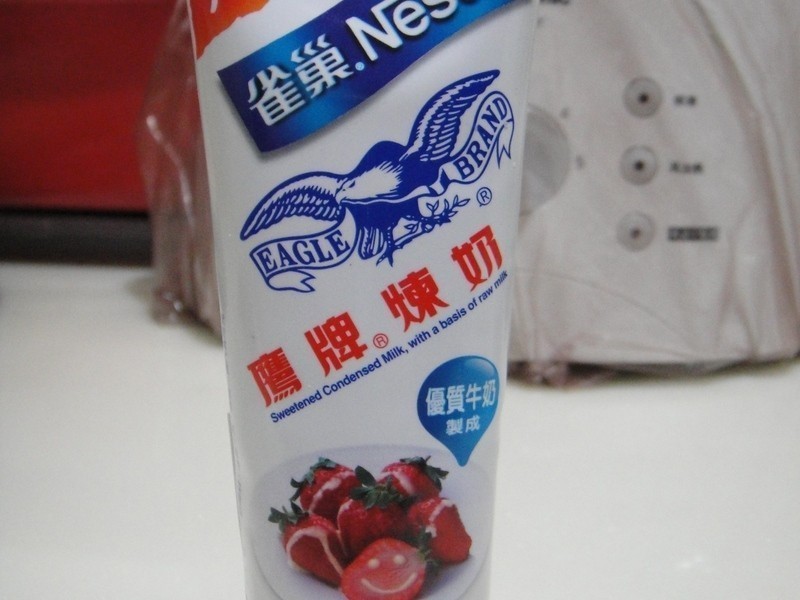 雀巢.Nes
EAGLE BRAND®
鷹牌®煉奶
Sweetened Condensed Milk, with a basis of raw milk
優質牛奶
製成